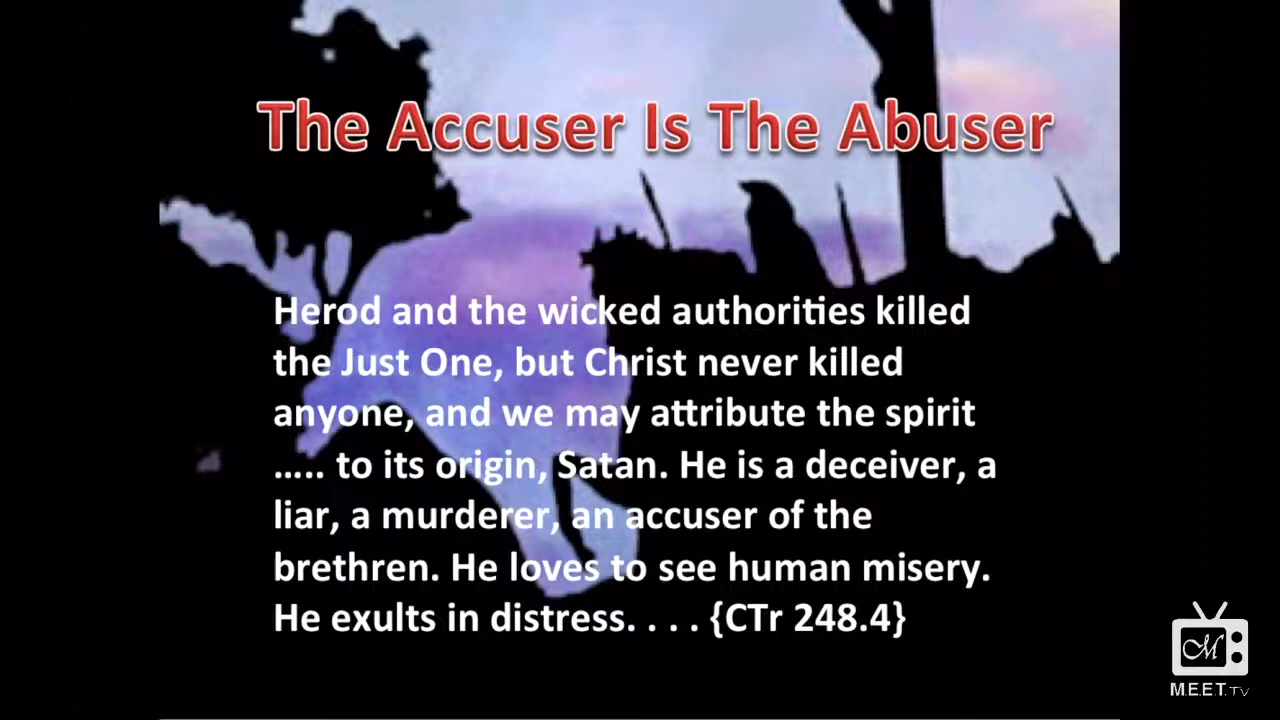 The Accuser Is The Abuser
Herod and the wicked authorities killed
the Just One, but Christ never killed
anyone, and we may attribute the spirit
..... to its origin, Satan. He is a deceiver, a
liar, a murderer, an accuser of the
brethren. He loves to see human misery.
He exults in distress. . . . {CTr 248.4}
M
M.E.E.T. TV